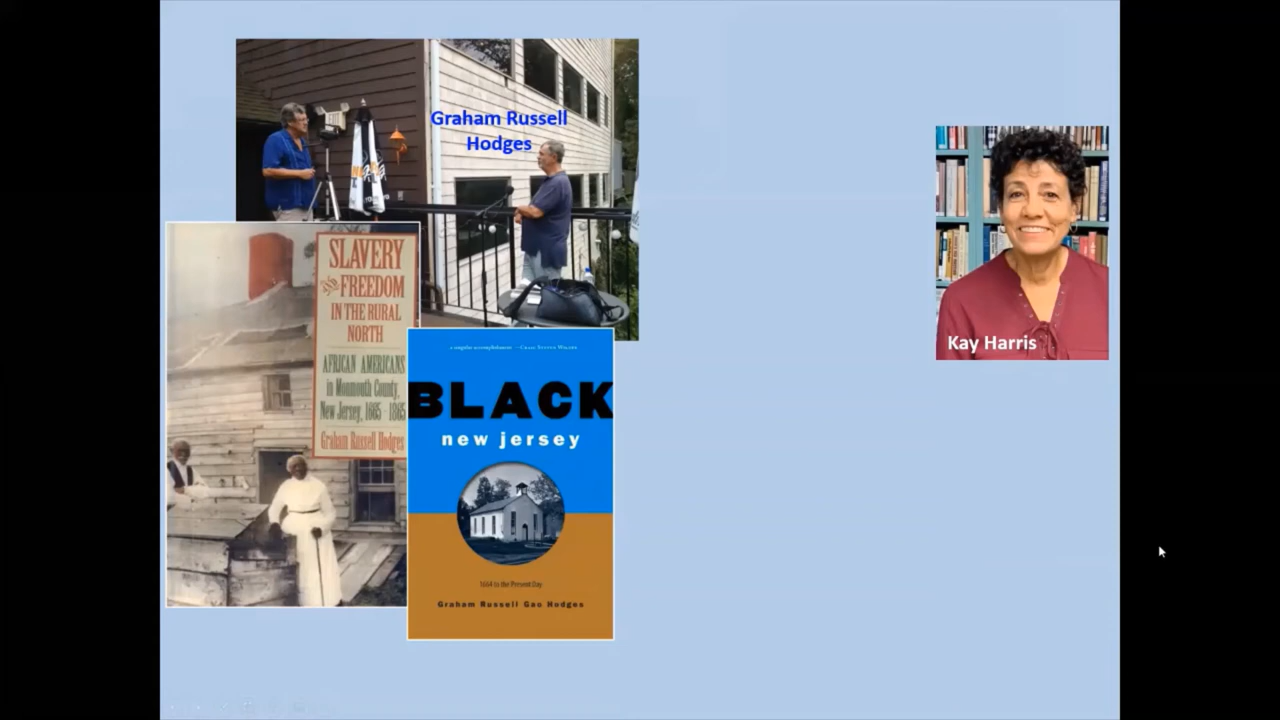 Graham Russell
Hodges
SLAVERY
AND FREEDOM
IN THE RURAL
NORTH
AFRICAN AMERICANS
in Monmouth County,
New Jersey, 1665 - 1865
Graham Russell Hodges
a singular accomplishment —CRAIG STEVEN WILDER
BLACK
new jersey
1664 to the Present Day
Graham Russell Gao Hodges
Kay Harris